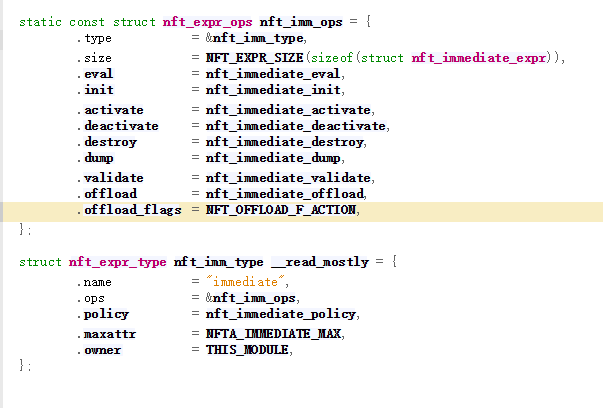 static const struct nft_expr_ops nft_imm_ops = {
        .type           = &nft_imm_type,
        .size           = NFT_EXPR_SIZE(sizeof(struct nft_immediate_expr)),
        .eval           = nft_immediate_eval,
        .init           = nft_immediate_init,
        .activate       = nft_immediate_activate,
        .deactivate     = nft_immediate_deactivate,
        .destroy        = nft_immediate_destroy,
        .dump           = nft_immediate_dump,
        .validate       = nft_immediate_validate,
        .offload        = nft_immediate_offload,
        .offload_flags  = NFT_OFFLOAD_F_ACTION,
};
struct nft_expr_type nft_imm_type __read_mostly = {
        .name           = "immediate",
        .ops            = &nft_imm_ops,
        .policy         = nft_immediate_policy,
        .maxattr        = NFTA_IMMEDIATE_MAX,
        .owner          = THIS_MODULE,
};